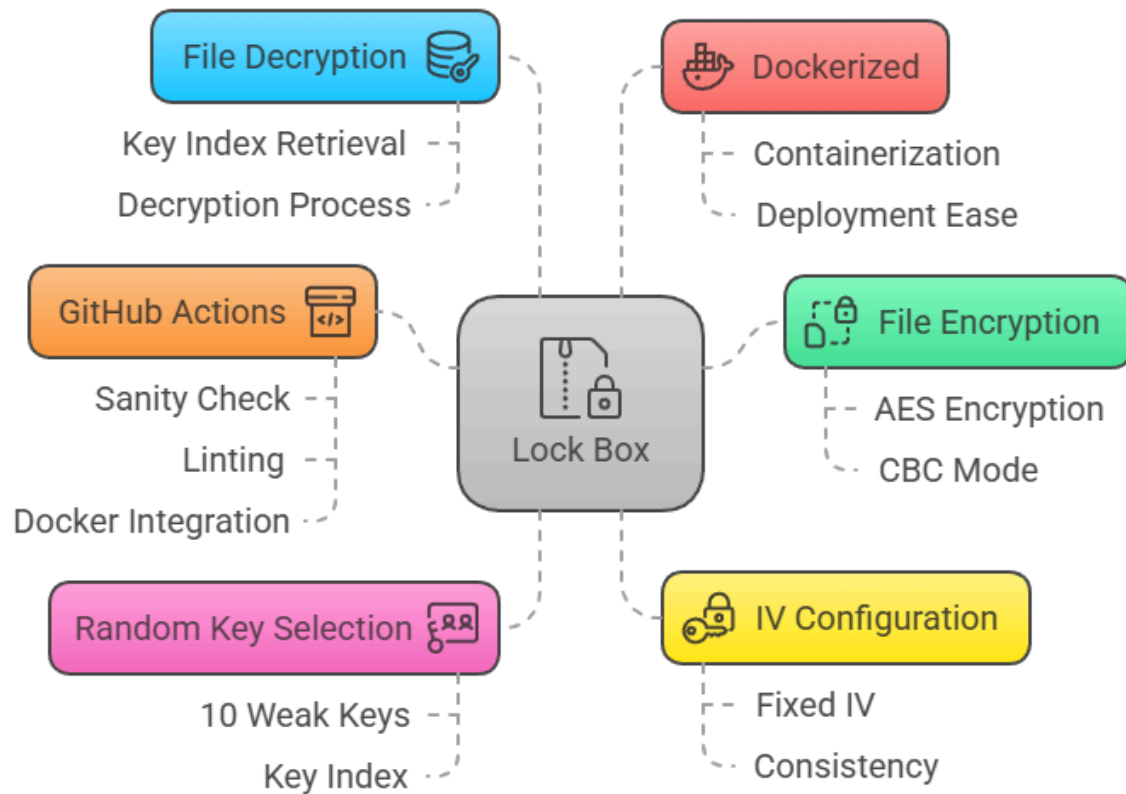 File Decryption
Key Index Retrieval
Decryption Process
Dockerized
Containerization
Deployment Ease
GitHub Actions
</>
Sanity Check
Linting
Docker Integration
Lock Box
File Encryption
AES Encryption
CBC Mode
Random Key Selection
10 Weak Keys
Key Index
IV Configuration
Fixed IV
Consistency